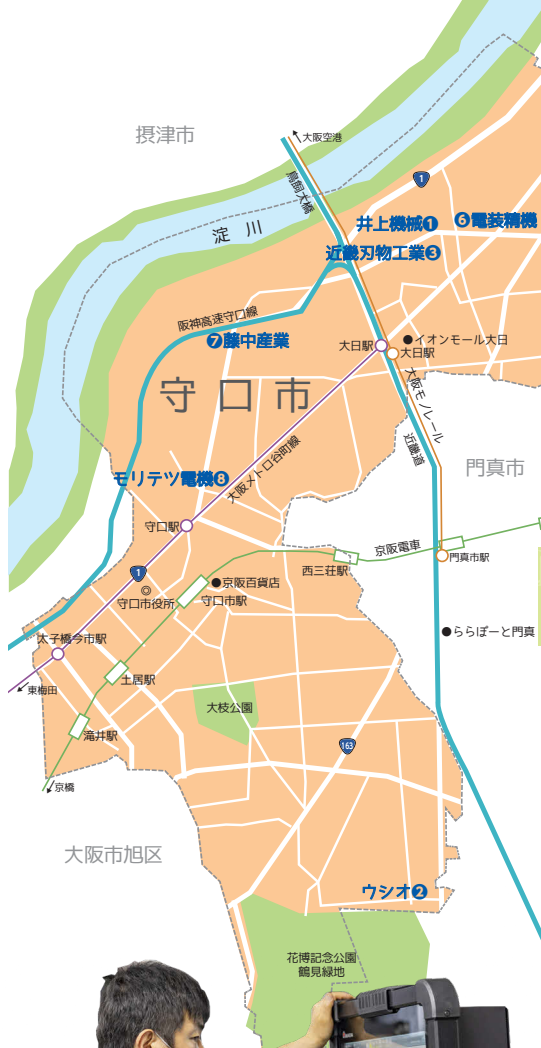 摂津市
大阪空港
鳥飼大橋
1
淀川
井上機械❶
❻電装精機
近畿刃物工業❸
阪神高速守口線
❼藤中産業
大日駅
●イオンモール大日
大日駅
守口市
大阪モノレール
近畿道
大阪メトロ谷町線
門真市
モリテツ電機❽
守口駅
京阪電車
門真市駅
西三荘駅
1
●京阪百貨店
守口市役所
守口市駅
太子橋今市駅
●ららぽーと門真
土居駅
東梅田
大枝公園
滝井駅
163
京橋
大阪市旭区
ウシオ❷
花博記念公園
鶴見緑地